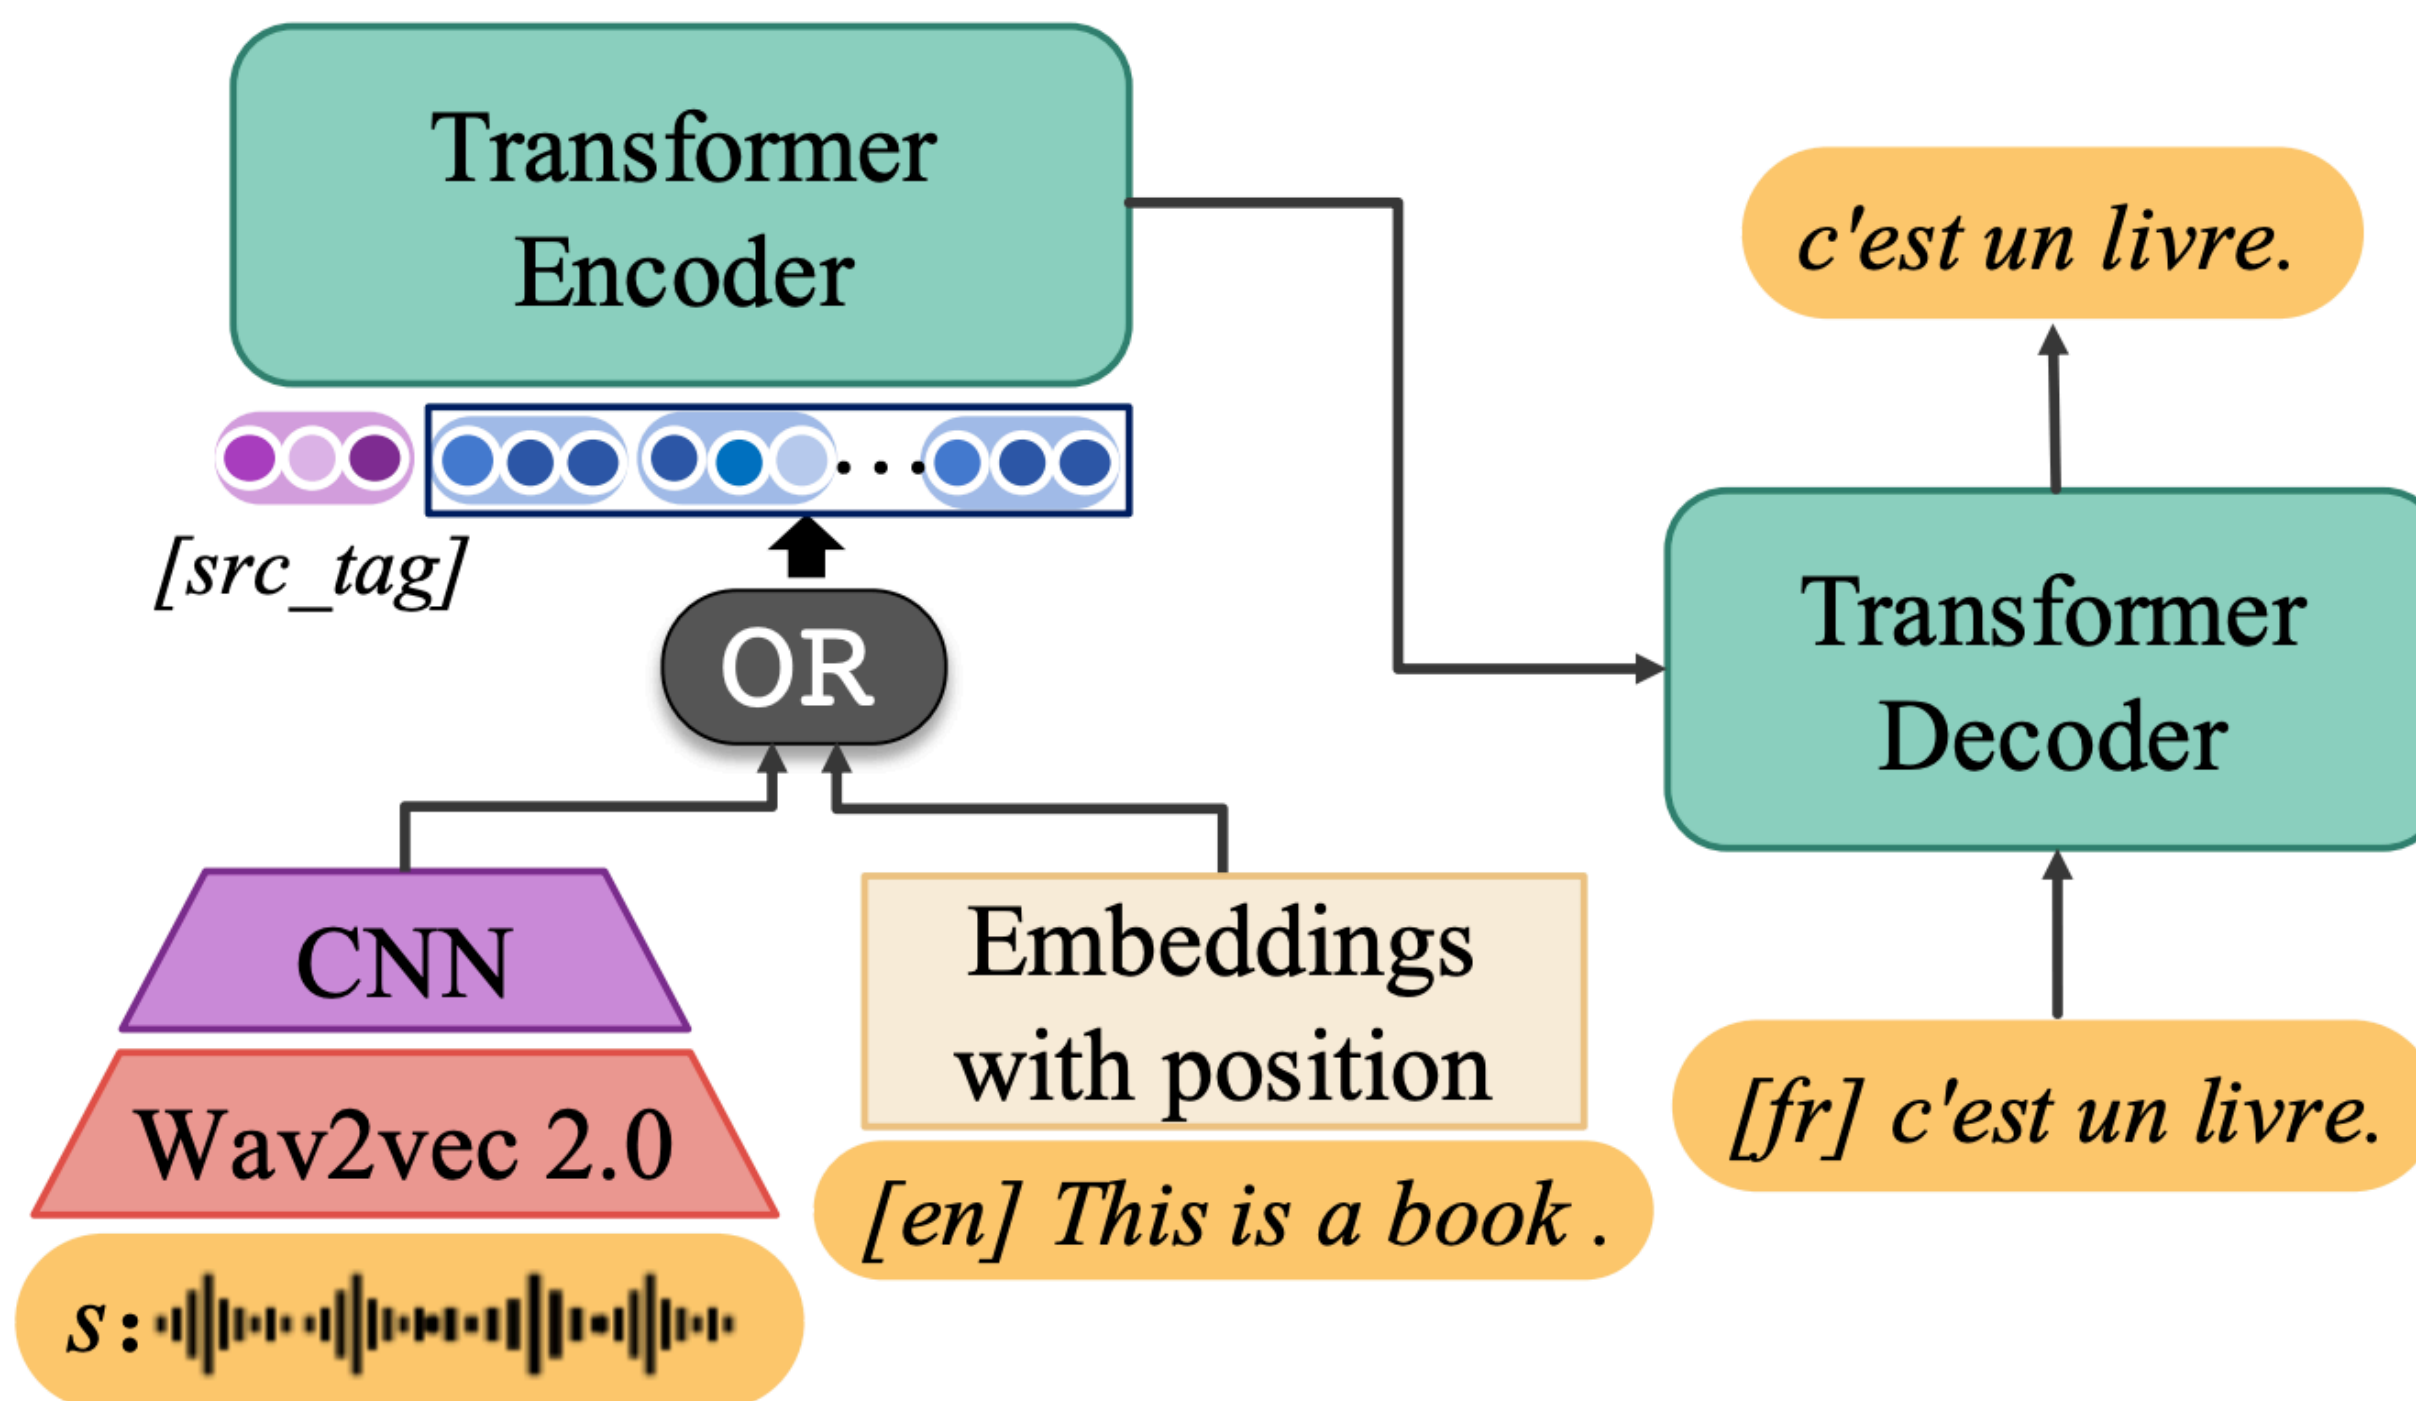 Transformer
Encoder
[src_tag]
OR
CNN
Wav2vec 2.0
s:
Embeddings
with position
[en] This is a book .
c'est un livre.
Transformer
Decoder
[fr] c'est un livre.